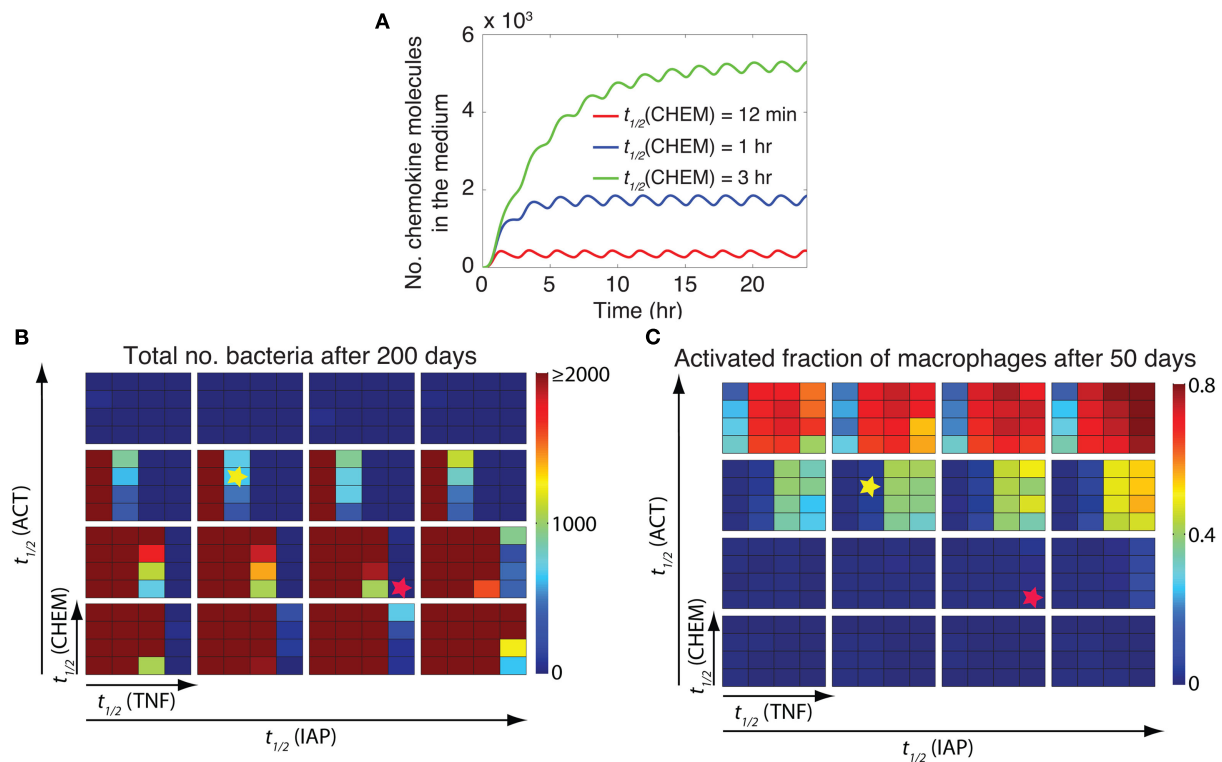 A
x 10³
No. chemokine molecules
in the medium
6
4
2
0
t1/2(CHEM) = 12 min
t1/2(CHEM) = 1 hr
t1/2(CHEM) = 3 hr
0 5 10 15 20
Time (hr)
B
Total no. bacteria after 200 days
≥2000
1000
0
t1/2 (ACT)
t1/2 (CHEM)
t1/2 (TNF)
t1/2 (IAP)
C
Activated fraction of macrophages after 50 days
0.8
0.4
0
t1/2 (ACT)
t1/2 (CHEM)
t1/2 (TNF)
t1/2 (IAP)